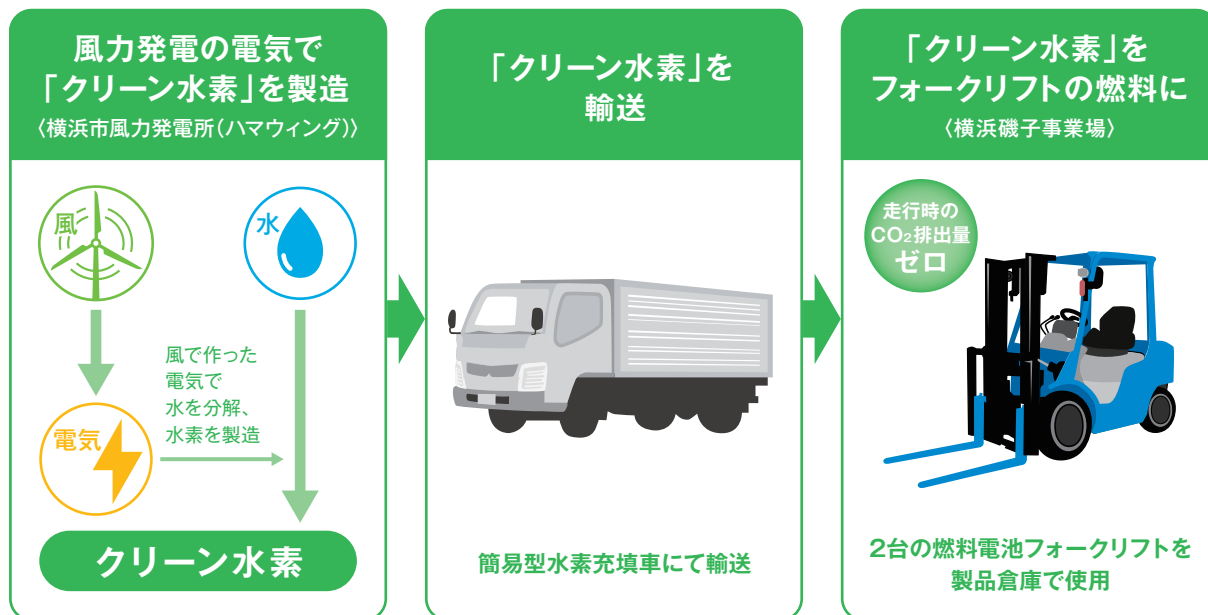 風力発電の電気で
「クリーン水素」を製造
〈横浜市風力発電所（ハマウィング）〉
風
水
風で作った
電気で
水を分解、
水素を製造
電気
クリーン水素
「クリーン水素」を
輸送
簡易型水素充填車にて輸送
「クリーン水素」を
フォークリフトの燃料に
〈横浜磯子事業場〉
走行時の
CO₂排出量
ゼロ
2台の燃料電池フォークリフトを
製品倉庫で使用